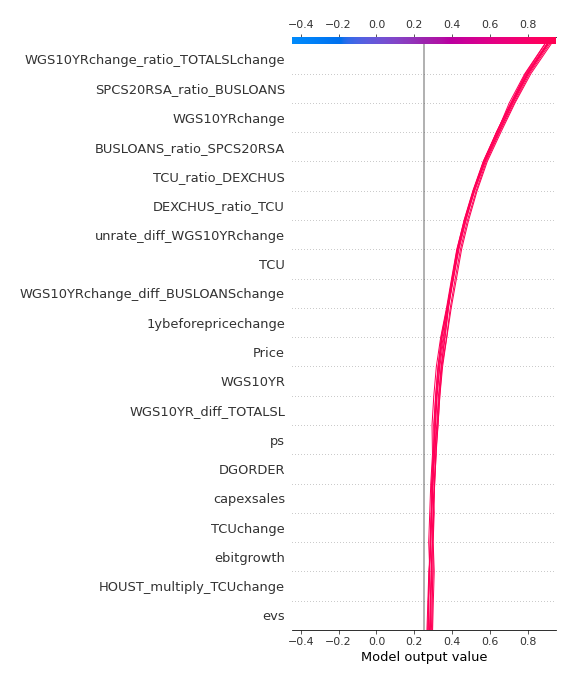 −0.4 −0.2 0.0 0.2 0.4 0.6 0.8
WGS10YRchange_ratio_TOTALSLchange
SPCS20RSA_ratio_BUSLOANS
WGS10YRchange
BUSLOANS_ratio_SPCS20RSA
TCU_ratio_DEXCHUS
DEXCHUS_ratio_TCU
unrate_diff_WGS10YRchange
TCU
WGS10YRchange_diff_BUSLOANSchange
1ybeforepricechange
Price
WGS10YR
WGS10YR_diff_TOTALSL
ps
DGORDER
capexsales
TCUchange
ebitgrowth
HOUST_multiply_TCUchange
evs
−0.4 −0.2 0.0 0.2 0.4 0.6 0.8
Model output value